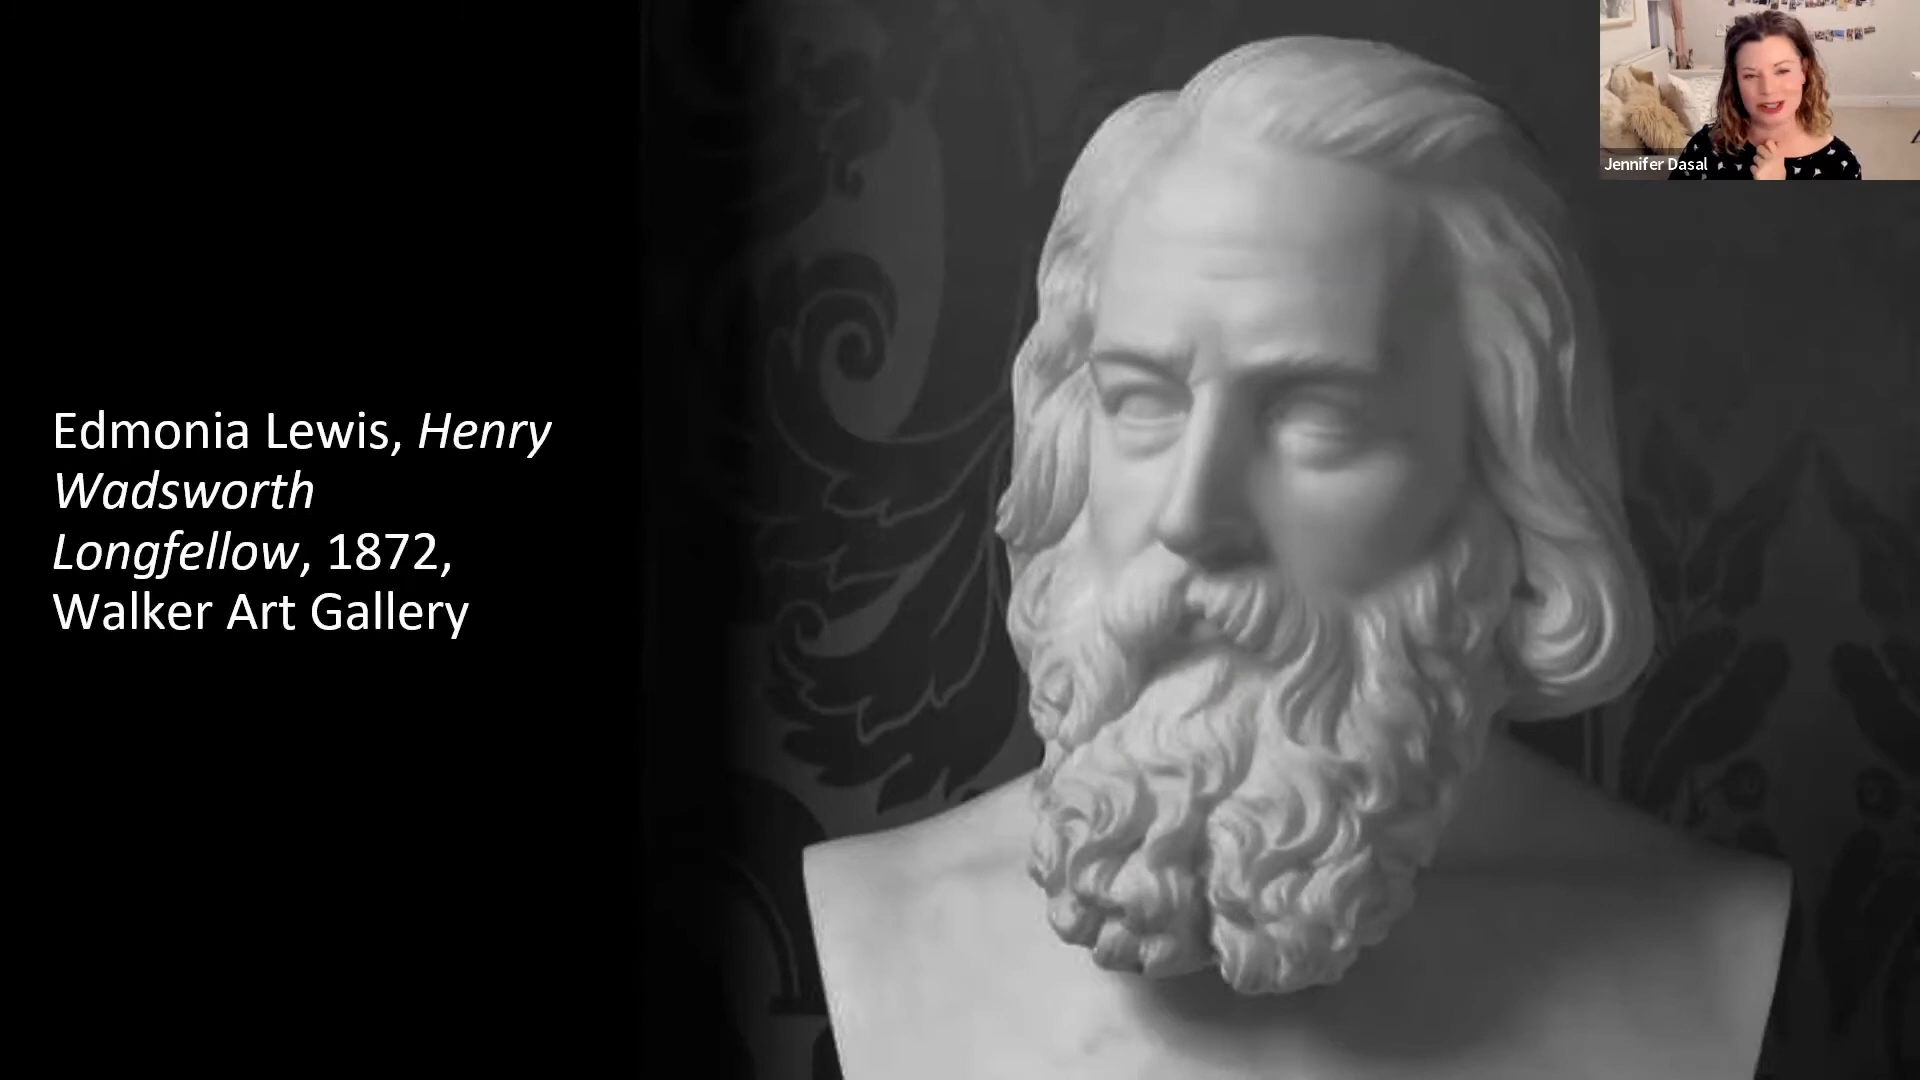 Edmonia Lewis, Henry
Wadsworth
Longfellow, 1872,
Walker Art Gallery
Jennifer Dasal